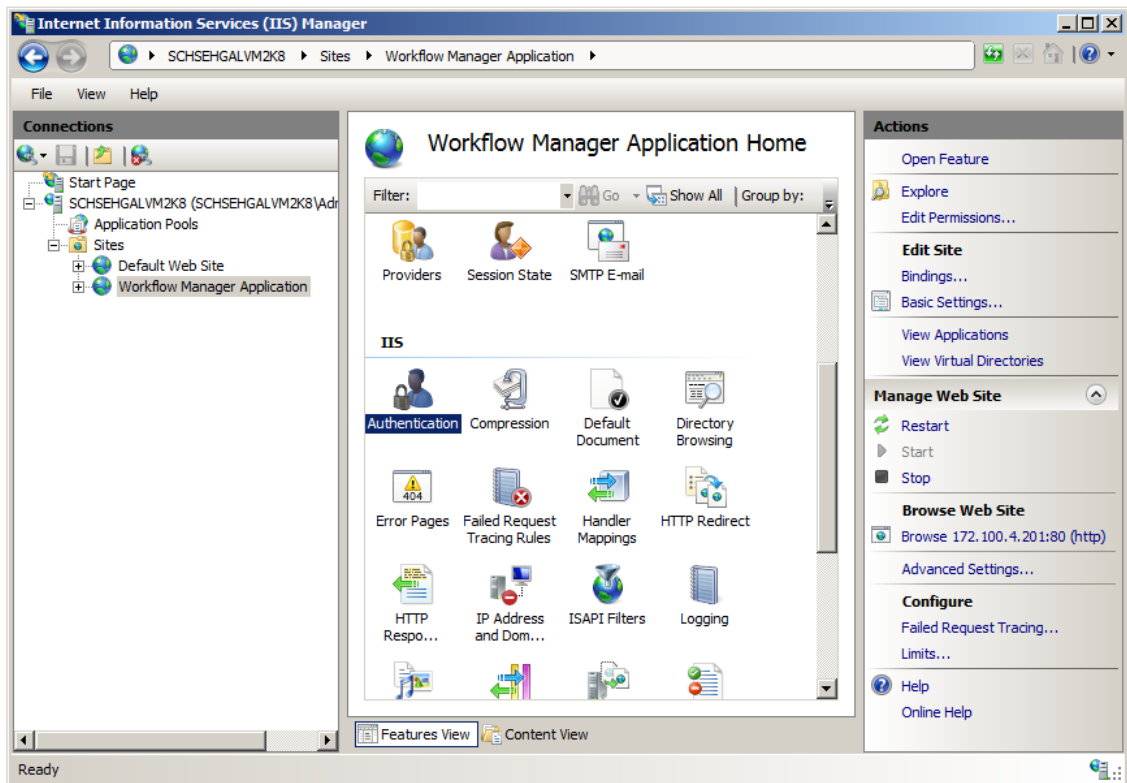 Internet Information Services (IIS) Manager
SCHSEHGALVM2K8 Sites Workflow Manager Application
File View Help
Connections
Start Page
SCHSEHGALVM2K8 (SCHSEHGALVM2K8\Adr
Application Pools
Sites
Default Web Site
Workflow Manager Application
Workflow Manager Application Home
Filter: Go Show All Group by:
Providers Session State SMTP E-mail
IIS
Authentication Compression Default Directory
Document Browsing
404
Error Pages Failed Request Handler HTTP Redirect
Tracing Rules Mappings
HTTP IP Address ISAPI Filters Logging
Respo... and Dom...
Features View Content View
Actions
Open Feature
Explore
Edit Permissions...
Edit Site
Bindings...
Basic Settings...
View Applications
View Virtual Directories
Manage Web Site
Restart
Start
Stop
Browse Web Site
Browse 172.100.4.201:80 (http)
Advanced Settings...
Configure
Failed Request Tracing...
Limits...
Help
Online Help
Ready